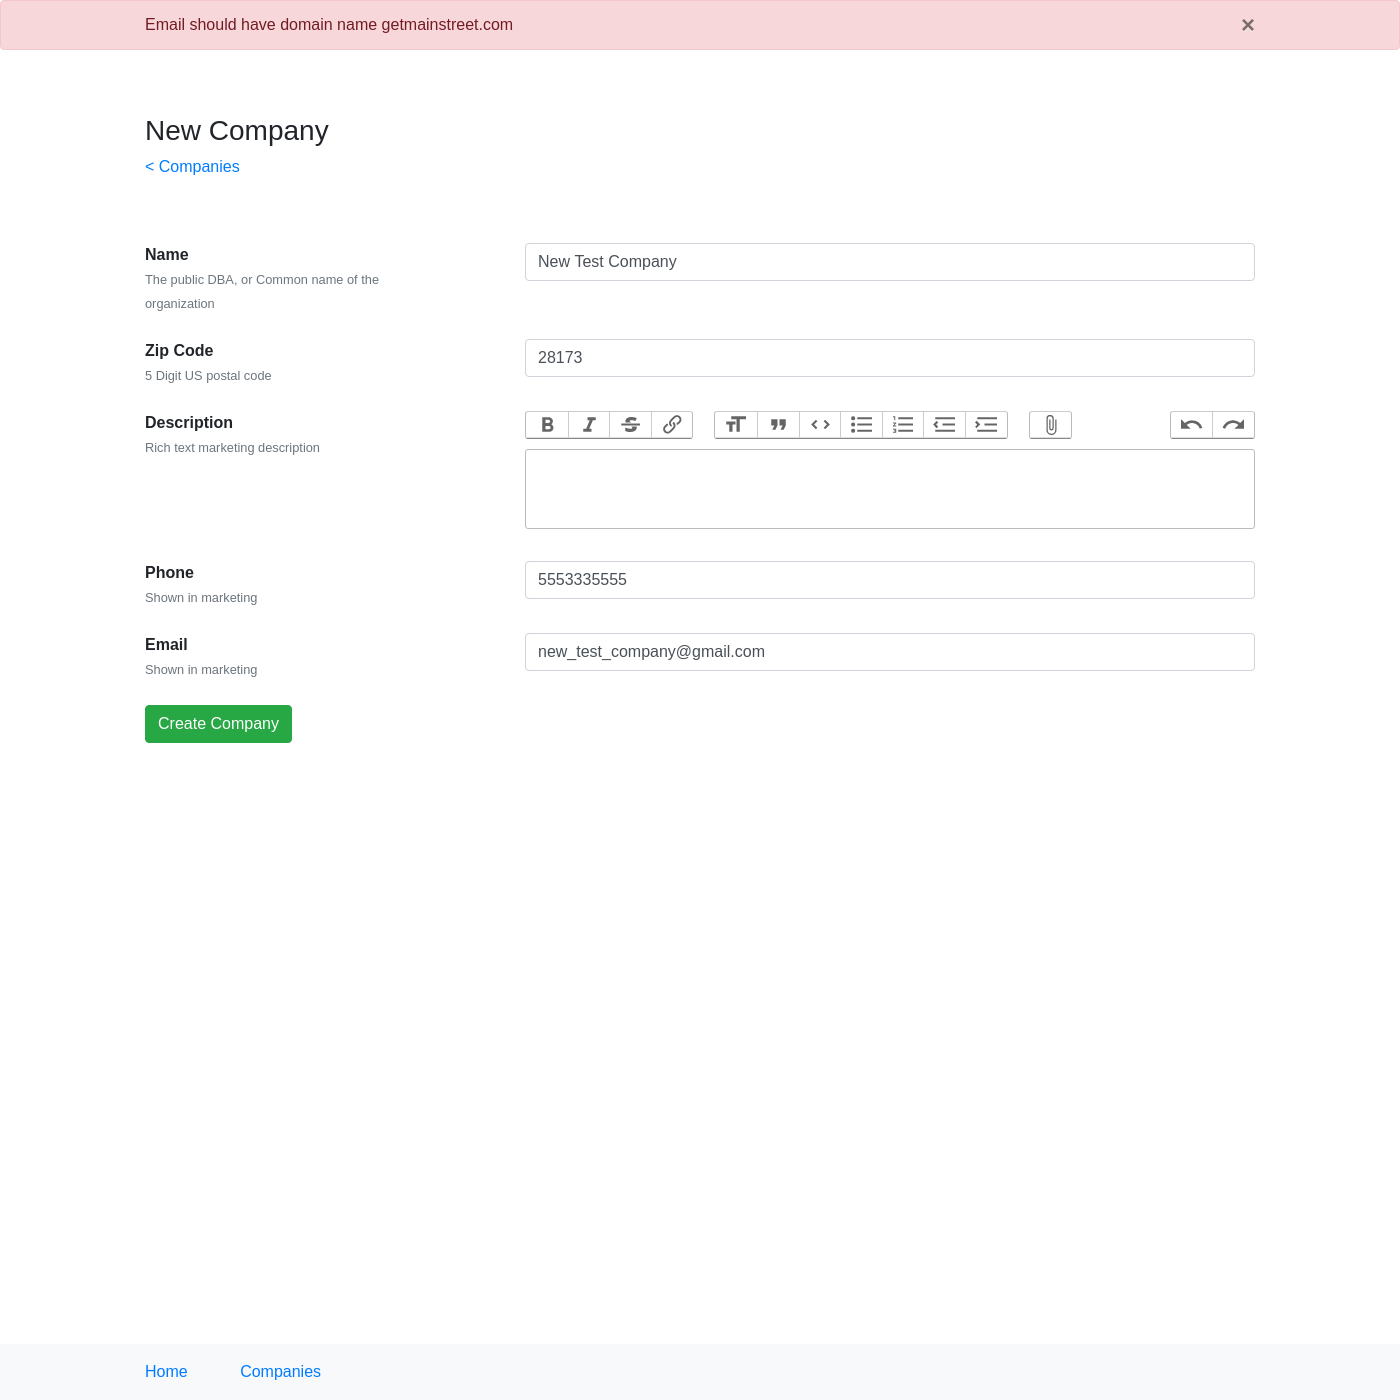 Email should have domain name getmainstreet.com ×
New Company
< Companies
Name
New Test Company
The public DBA, or Common name of the
organization
Zip Code
28173
5 Digit US postal code
Description
Rich text marketing description
Phone
5553335555
Shown in marketing
Email
new_test_company@gmail.com
Shown in marketing
Create Company
Home Companies